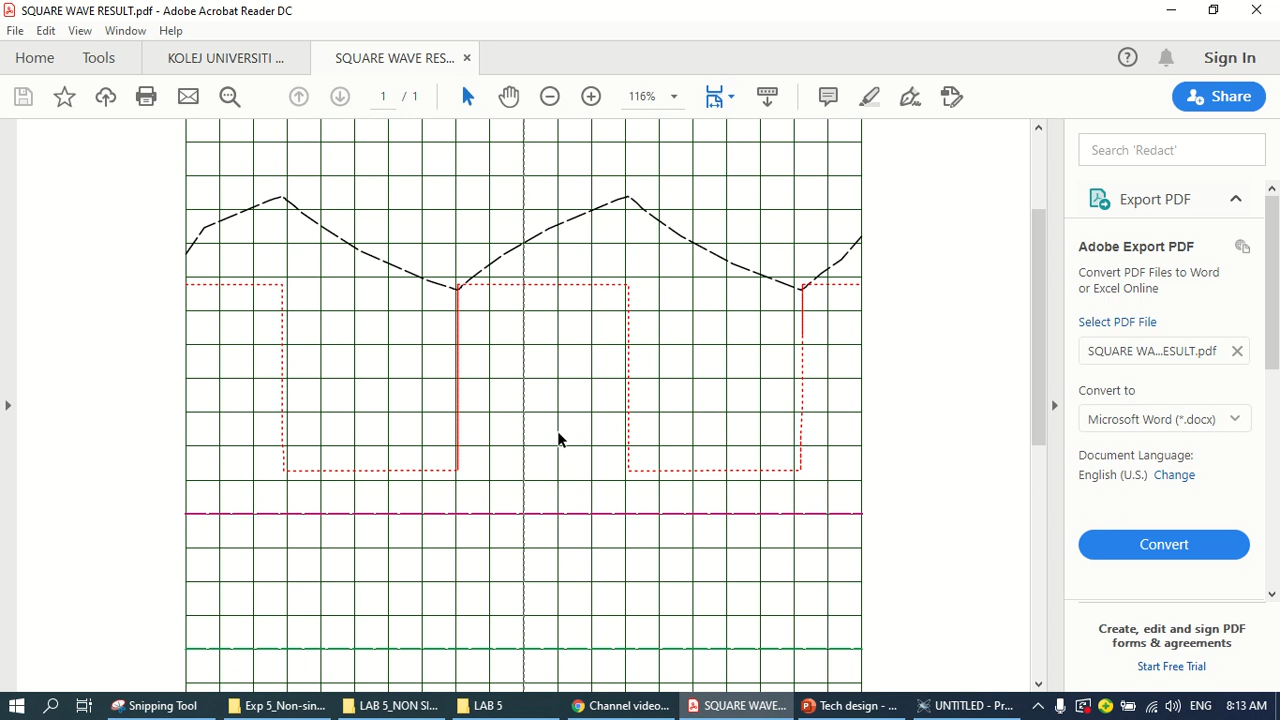 SQUARE WAVE RESULT.pdf - Adobe Acrobat Reader DC
File Edit View Window Help
Home Tools KOLEJ UNIVERSITI ... SQUARE WAVE RES... × Sign In
1 / 1 116% Share
Search 'Redact'
Export PDF
Adobe Export PDF
Convert PDF Files to Word
or Excel Online
Select PDF File
SQUARE WA...ESULT.pdf
Convert to
Microsoft Word (*.docx)
Document Language:
English (U.S.) Change
Convert
Create, edit and sign PDF
forms & agreements
Start Free Trial
Snipping Tool Exp 5_Non-sin... LAB 5_NON SI... LAB 5 Channel video... SQUARE WAVE... Tech design - ... UNTITLED - Pr... ENG 8:13 AM